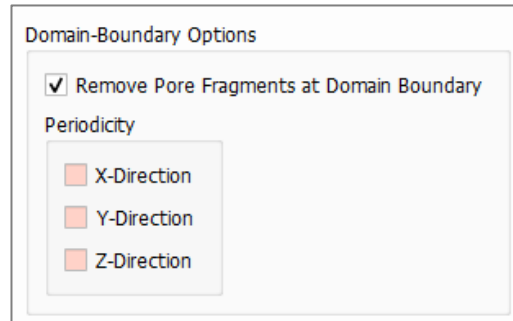 Domain-Boundary Options
Remove Pore Fragments at Domain Boundary
Periodicity
X-Direction
Y-Direction
Z-Direction